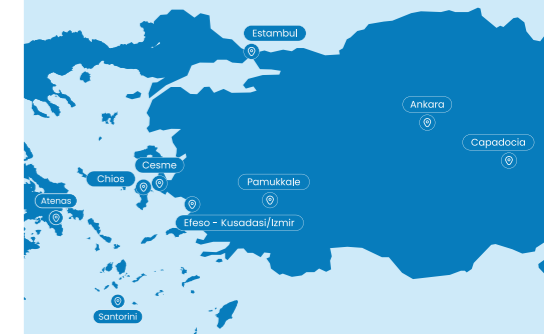 Estambul
Ankara
Capadocia
Cesme
Chios
Pamukkale
Atenas
Efeso - Kusadasi/Izmir
Santorini